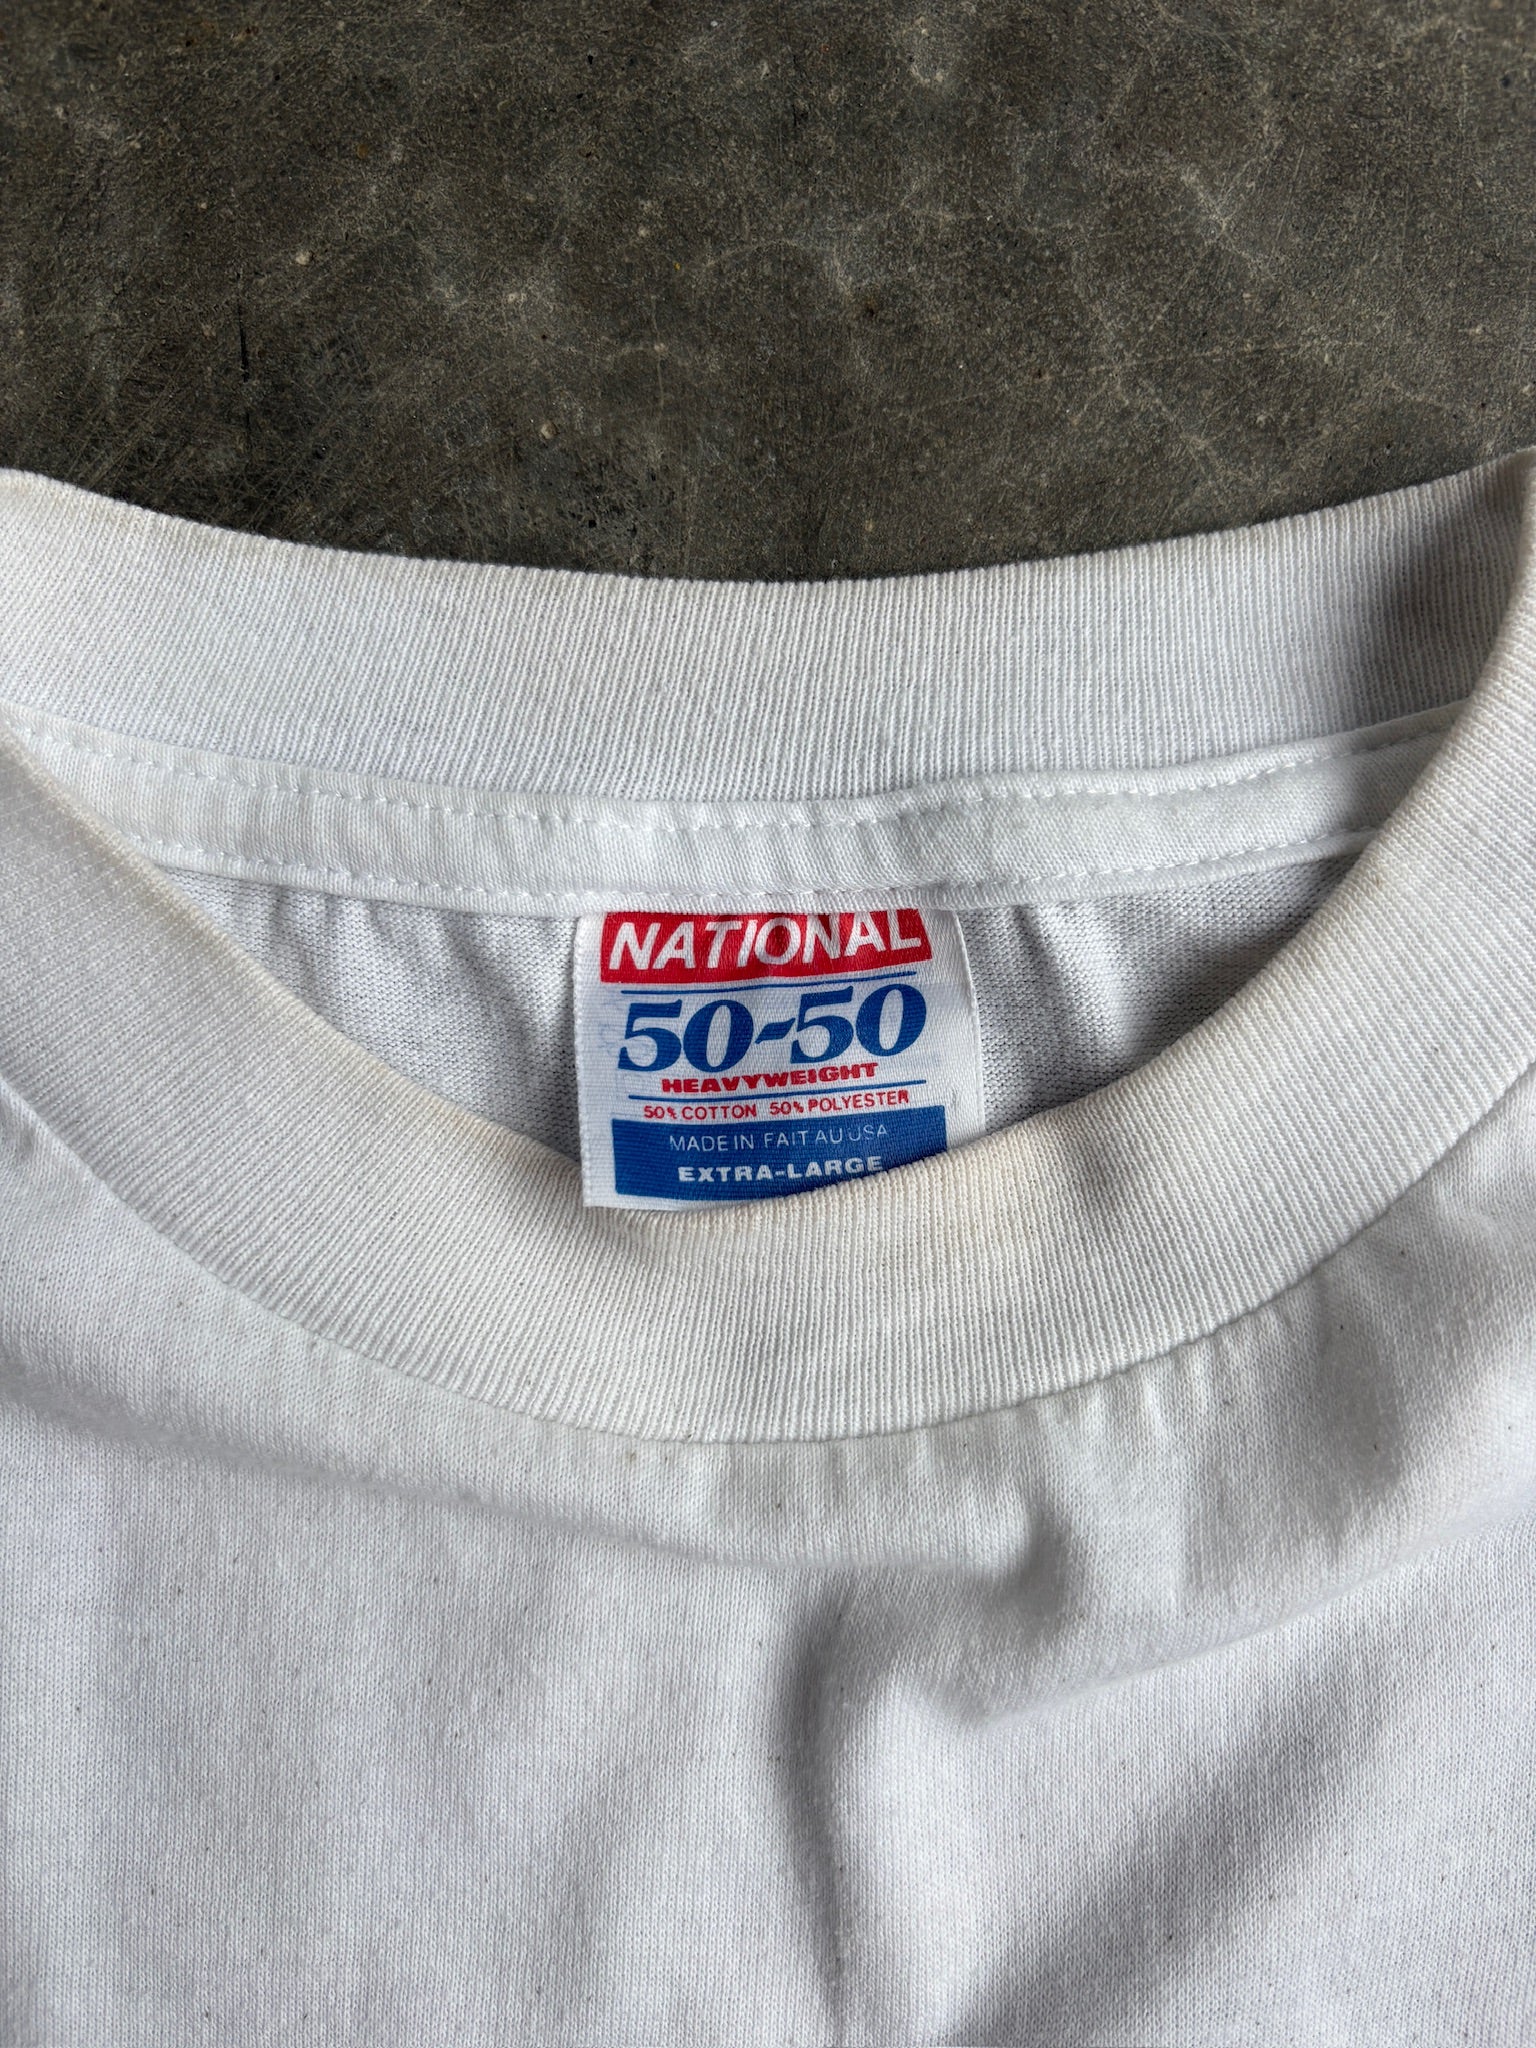 NATIONAL
50-50
HEAVYWEIGHT
50% COTTON 50% POLYESTER
MADE IN FAIT AU USA
EXTRA-LARGE